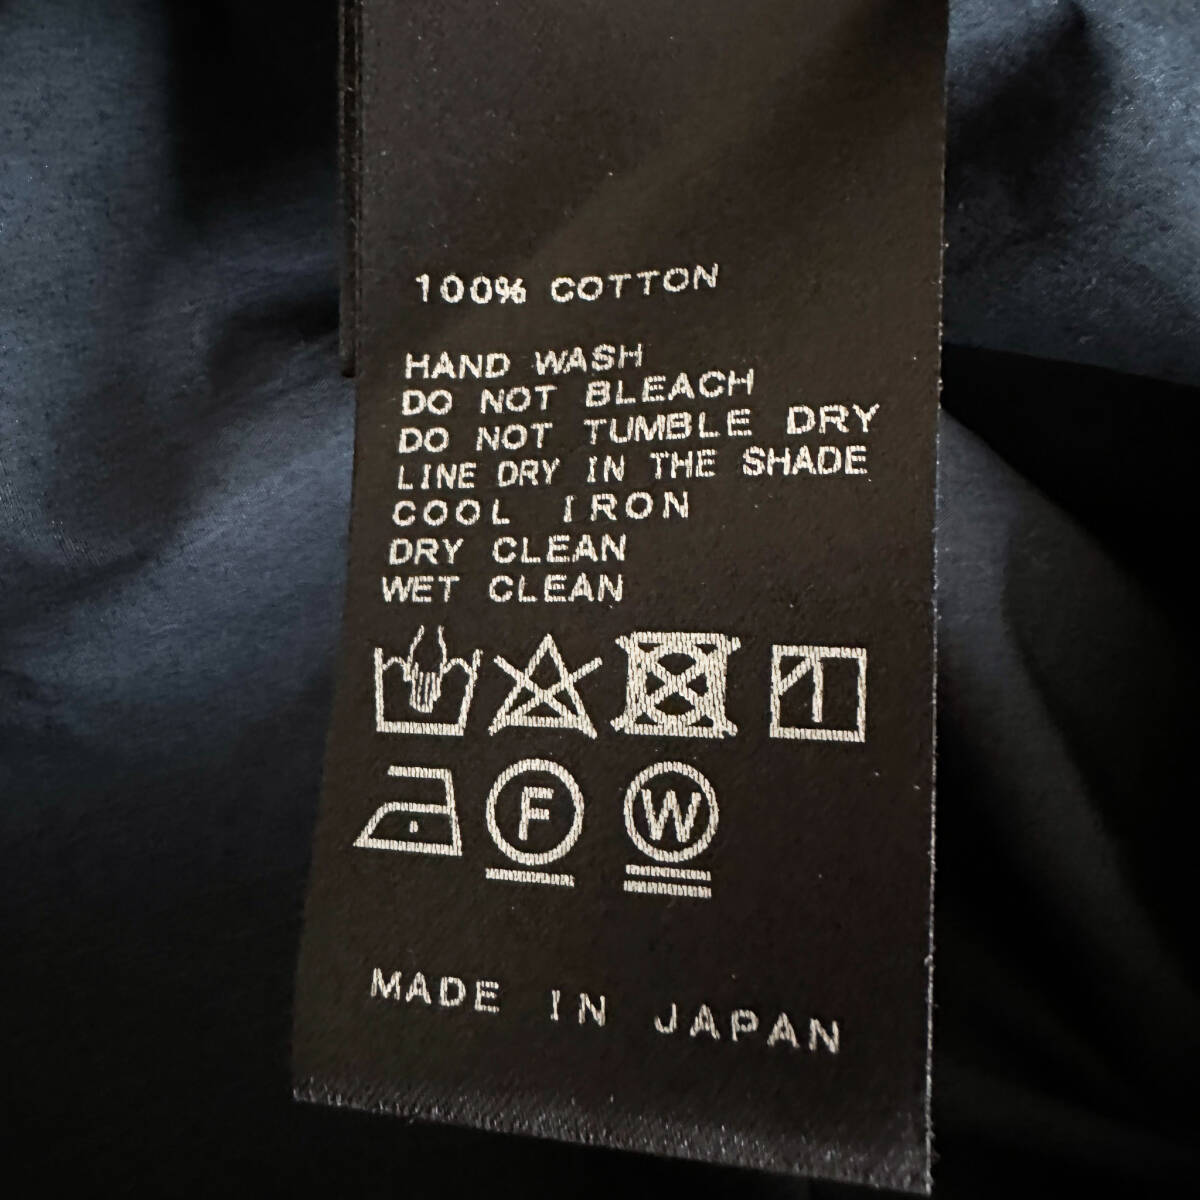 100% COTTON
HAND WASH
DO NOT BLEACH
DO NOT TUMBLE DRY
LINE DRY IN THE SHADE
COOL IRON
DRY CLEAN
WET CLEAN
F W
MADE IN JAPAN